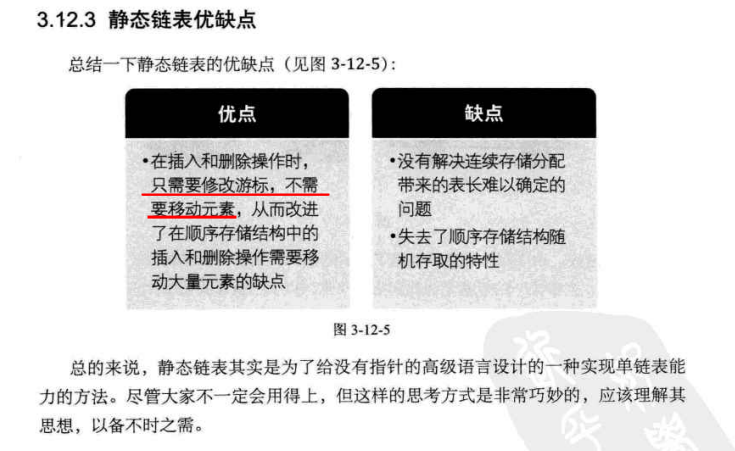 3.12.3 静态链表优缺点
总结一下静态链表的优缺点（见图 3-12-5）：
优点
•在插入和删除操作时，
只需要修改游标，不需
要移动元素，从而改进
了在顺序存储结构中的
插入和删除操作需要移
动大量元素的缺点
缺点
•没有解决连续存储分配
带来的表长难以确定的
问题
•失去了顺序存储结构随
机存取的特性
图 3-12-5
总的来说，静态链表其实是为了给没有指针的高级语言设计的一种实现单链表能
力的方法。尽管大家不一定会用得上，但这样的思考方式是非常巧妙的，应该理解其
思想，以备不时之需。